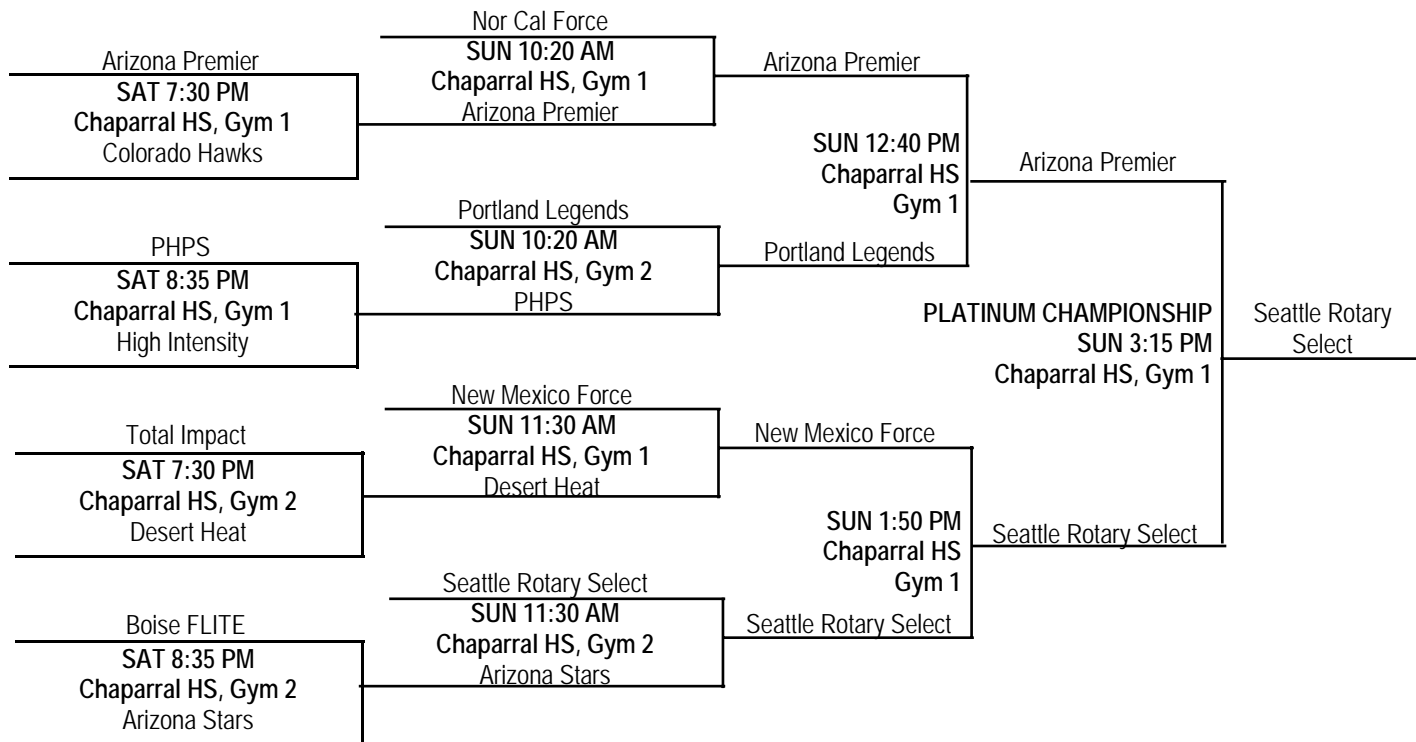 Nor Cal Force
Arizona Premier
SUN 10:20 AM
Chaparral HS, Gym 1
Arizona Premier
SAT 7:30 PM
Chaparral HS, Gym 1
Colorado Hawks
Arizona Premier
SUN 12:40 PM
Chaparral HS
Gym 1
Arizona Premier
Portland Legends
PHPS
SUN 10:20 AM
Chaparral HS, Gym 2
PHPS
SAT 8:35 PM
Chaparral HS, Gym 1
High Intensity
Portland Legends
PLATINUM CHAMPIONSHIP
SUN 3:15 PM
Chaparral HS, Gym 1
Seattle Rotary
Select
New Mexico Force
Total Impact
SUN 11:30 AM
Chaparral HS, Gym 1
Desert Heat
SAT 7:30 PM
Chaparral HS, Gym 2
Desert Heat
New Mexico Force
SUN 1:50 PM
Chaparral HS
Gym 1
Seattle Rotary Select
Seattle Rotary Select
Boise FLITE
SUN 11:30 AM
Chaparral HS, Gym 2
Arizona Stars
SAT 8:35 PM
Chaparral HS, Gym 2
Arizona Stars
Seattle Rotary Select